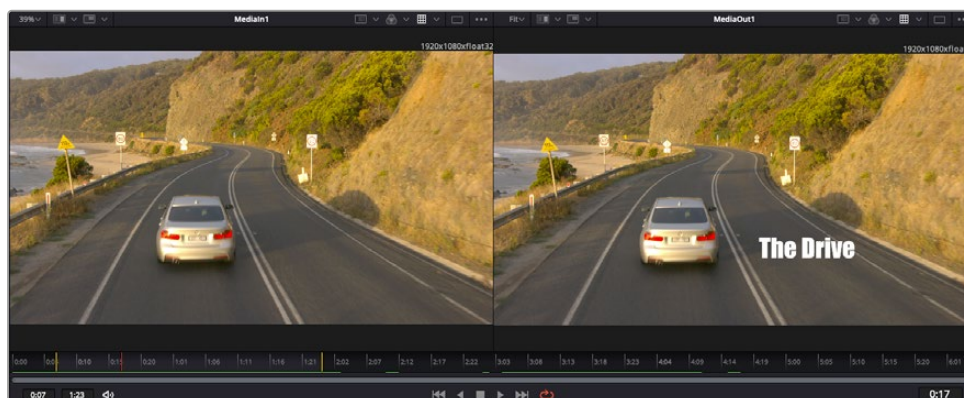 39% MediaIn1
Fit MediaOut1
1920x1080xfloat32
1920x1080xfloat
The Drive
0:00 0:10 0:20 1:01 1:06 1:11 1:16 1:21 2:02 2:07 2:12 2:17 2:22 3:03 3:08 3:13 3:18 3:23 4:04 4:09 4:14 4:19 5:00 5:05 5:10 5:15 5:20 6:01
0:07 1:23 0:17